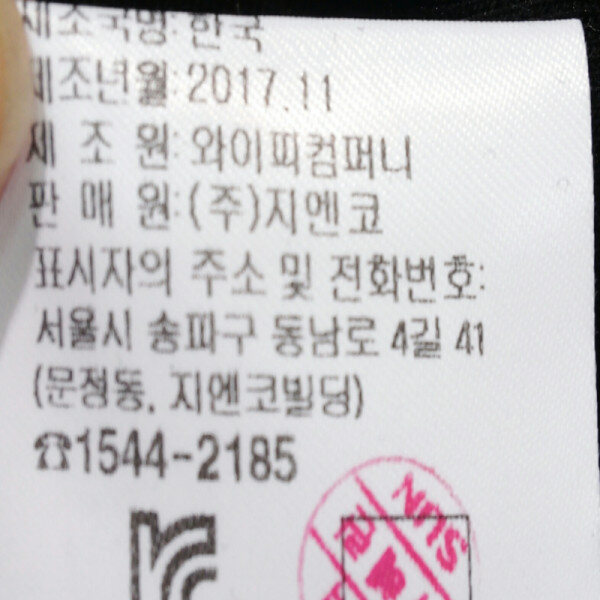 제조국명: 한국
제조년월: 2017.11
제 조 원: 와이피컴퍼니
판 매 원: (주)지엔코
표시자의 주소 및 전화번호:
서울시 송파구 동남로 4길 41
(문정동, 지엔코빌딩)
☎1544-2185